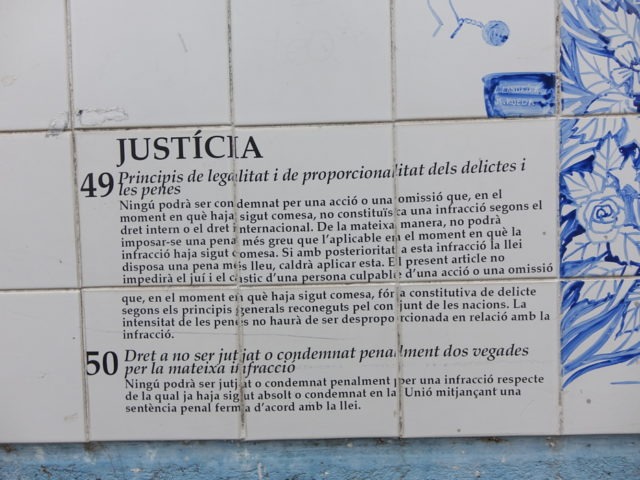 JUSTÍCIA
49 Principis de legalitat i de proporcionalitat dels delictes i
les penes
Ningú podrà ser condemnat per una acció o una omissió que, en el
moment en què haja sigut comesa, no constituïsca una infracció segons el
dret intern o el dret internacional. De la mateixa manera, no podrà
imposar-se una pena més greu que l'aplicable en el moment en què la
infracció haja sigut comesa. Si amb posterioritat a esta infracció la llei
disposa una pena més lleu, caldrà aplicar esta. El present article no
impedirà el juí i el càstic d'una persona culpable d'una acció o una omissió
que, en el moment en què haja sigut comesa, fóra constitutiva de delicte
segons els principis generals reconeguts pel conjunt de les nacions. La
intensitat de les penes no haurà de ser desproporcionada en relació amb la
infracció.
50 Dret a no ser jutjat o condemnat penalment dos vegades
per la mateixa infracció
Ningú podrà ser jutjat o condemnat penalment per una infracció respecte
de la qual ja haja sigut absolt o condemnat en la Unió mitjançant una
sentència penal ferma d'acord amb la llei.